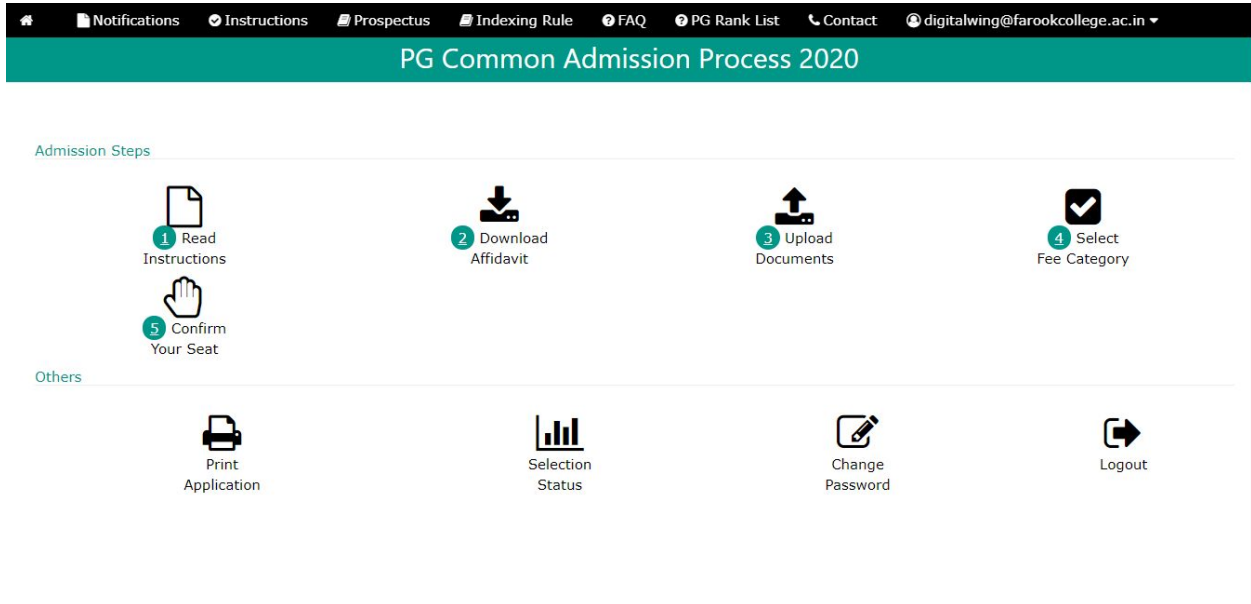 Notifications Instructions Prospectus Indexing Rule FAQ PG Rank List Contact digitalwing@farookcollege.ac.in
PG Common Admission Process 2020
Admission Steps
1 Read
Instructions
2 Download
Affidavit
3 Upload
Documents
4 Select
Fee Category
5 Confirm
Your Seat
Others
Print
Application
Selection
Status
Change
Password
Logout